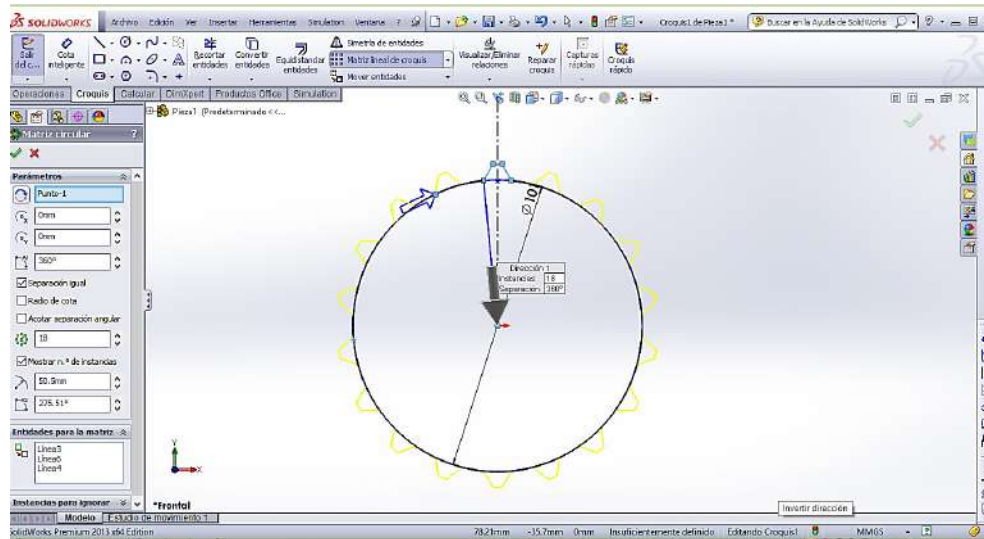 SOLIDWORKS Archivo Edición Ver Insertar Herramientas Simulation Ventana ? Croquis1 de Pieza1 * Buscar en la Ayuda de SolidWorks
Sale del c... Cota inteligente Recortar entidades Convertir entidades Equidistanciar entidades Simetría de entidades Matriz lineal de croquis Mover entidades Visualizar/Eliminar relaciones Reparar croquis Capturas rápidas Croquis rápido
Operaciones Croquis Calcular DimXpert Productos Office Simulation
Pieza1 (Predeterminado <<...
Matriz circular ?
Parámetros
Punto-1
0mm
0mm
360°
Separación igual
Radio de cota
Acotar separación angular
18
Mostrar n.º de instancias
50.5mm
275.51°
Entidades para la matriz
Línea3
Línea6
Línea4
Instancias para ignorar
Ø10
Dirección 1
Instancias: 18
Separación: 360°
Y
X
*Frontal
Invertir dirección
Modelo Estudio de movimiento 1
SolidWorks Premium 2013 x64 Edition 78.21mm -35.7mm 0mm Insuficientemente definido Editando Croquis1 MMGS